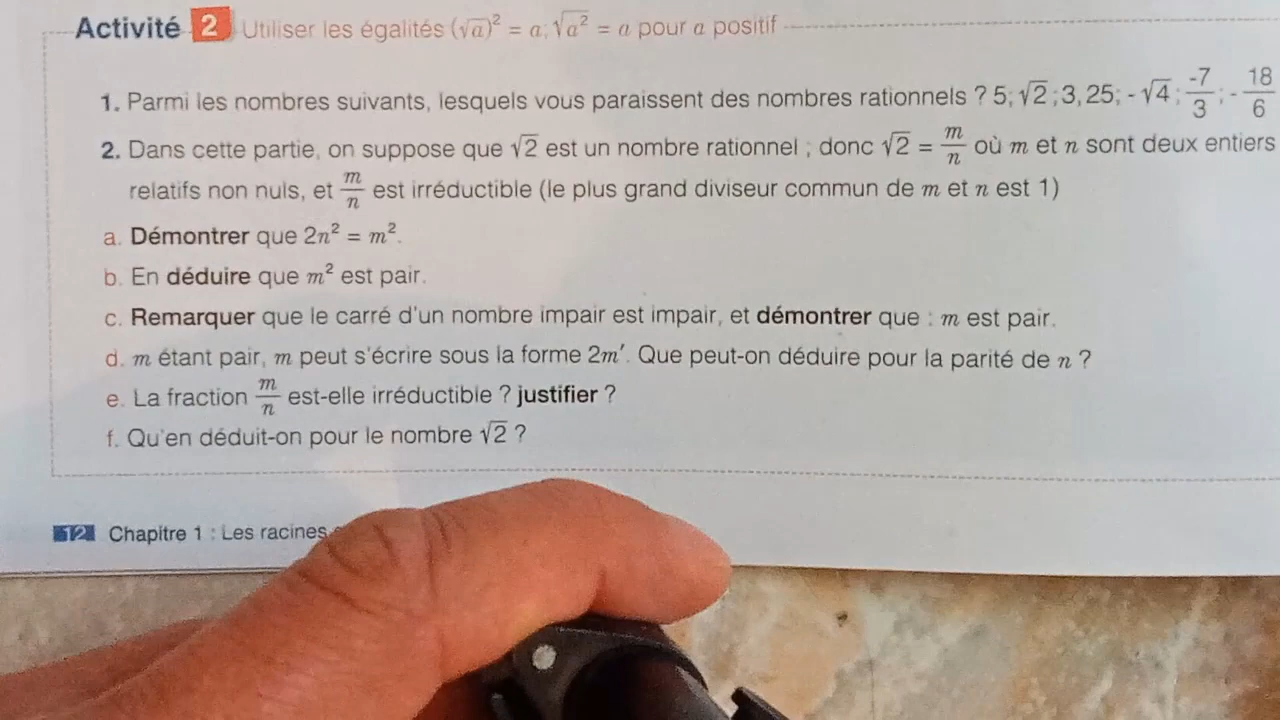 Activité 2 Utiliser les égalités (√a)² = a; √a² = a pour a positif
1. Parmi les nombres suivants, lesquels vous paraissent des nombres rationnels ? 5; √2 ; 3, 25; - √4 ; -7/3 ; - 18/6
2. Dans cette partie, on suppose que √2 est un nombre rationnel ; donc √2 = m/n où m et n sont deux entiers
relatifs non nuls, et m/n est irréductible (le plus grand diviseur commun de m et n est 1)
a. Démontrer que 2n² = m².
b. En déduire que m² est pair.
c. Remarquer que le carré d'un nombre impair est impair, et démontrer que : m est pair.
d. m étant pair, m peut s'écrire sous la forme 2m′. Que peut-on déduire pour la parité de n ?
e. La fraction m/n est-elle irréductible ? justifier ?
f. Qu'en déduit-on pour le nombre √2 ?
12 Chapitre 1 : Les racines